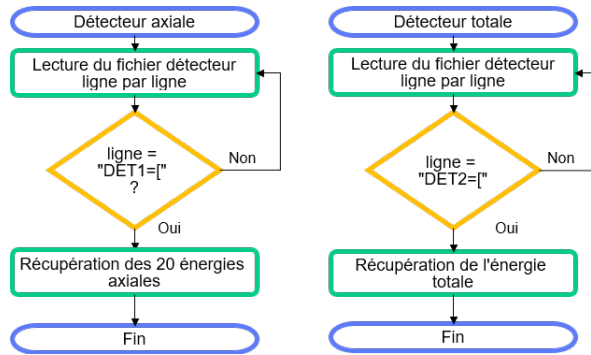 Détecteur axiale
Lecture du fichier détecteur
ligne par ligne
ligne =
"DET1=["
?
Non
Oui
Récupération des 20 énergies
axiales
Fin
Détecteur totale
Lecture du fichier détecteur
ligne par ligne
ligne =
"DET2=["
Non
Oui
Récupération de l'énergie
totale
Fin